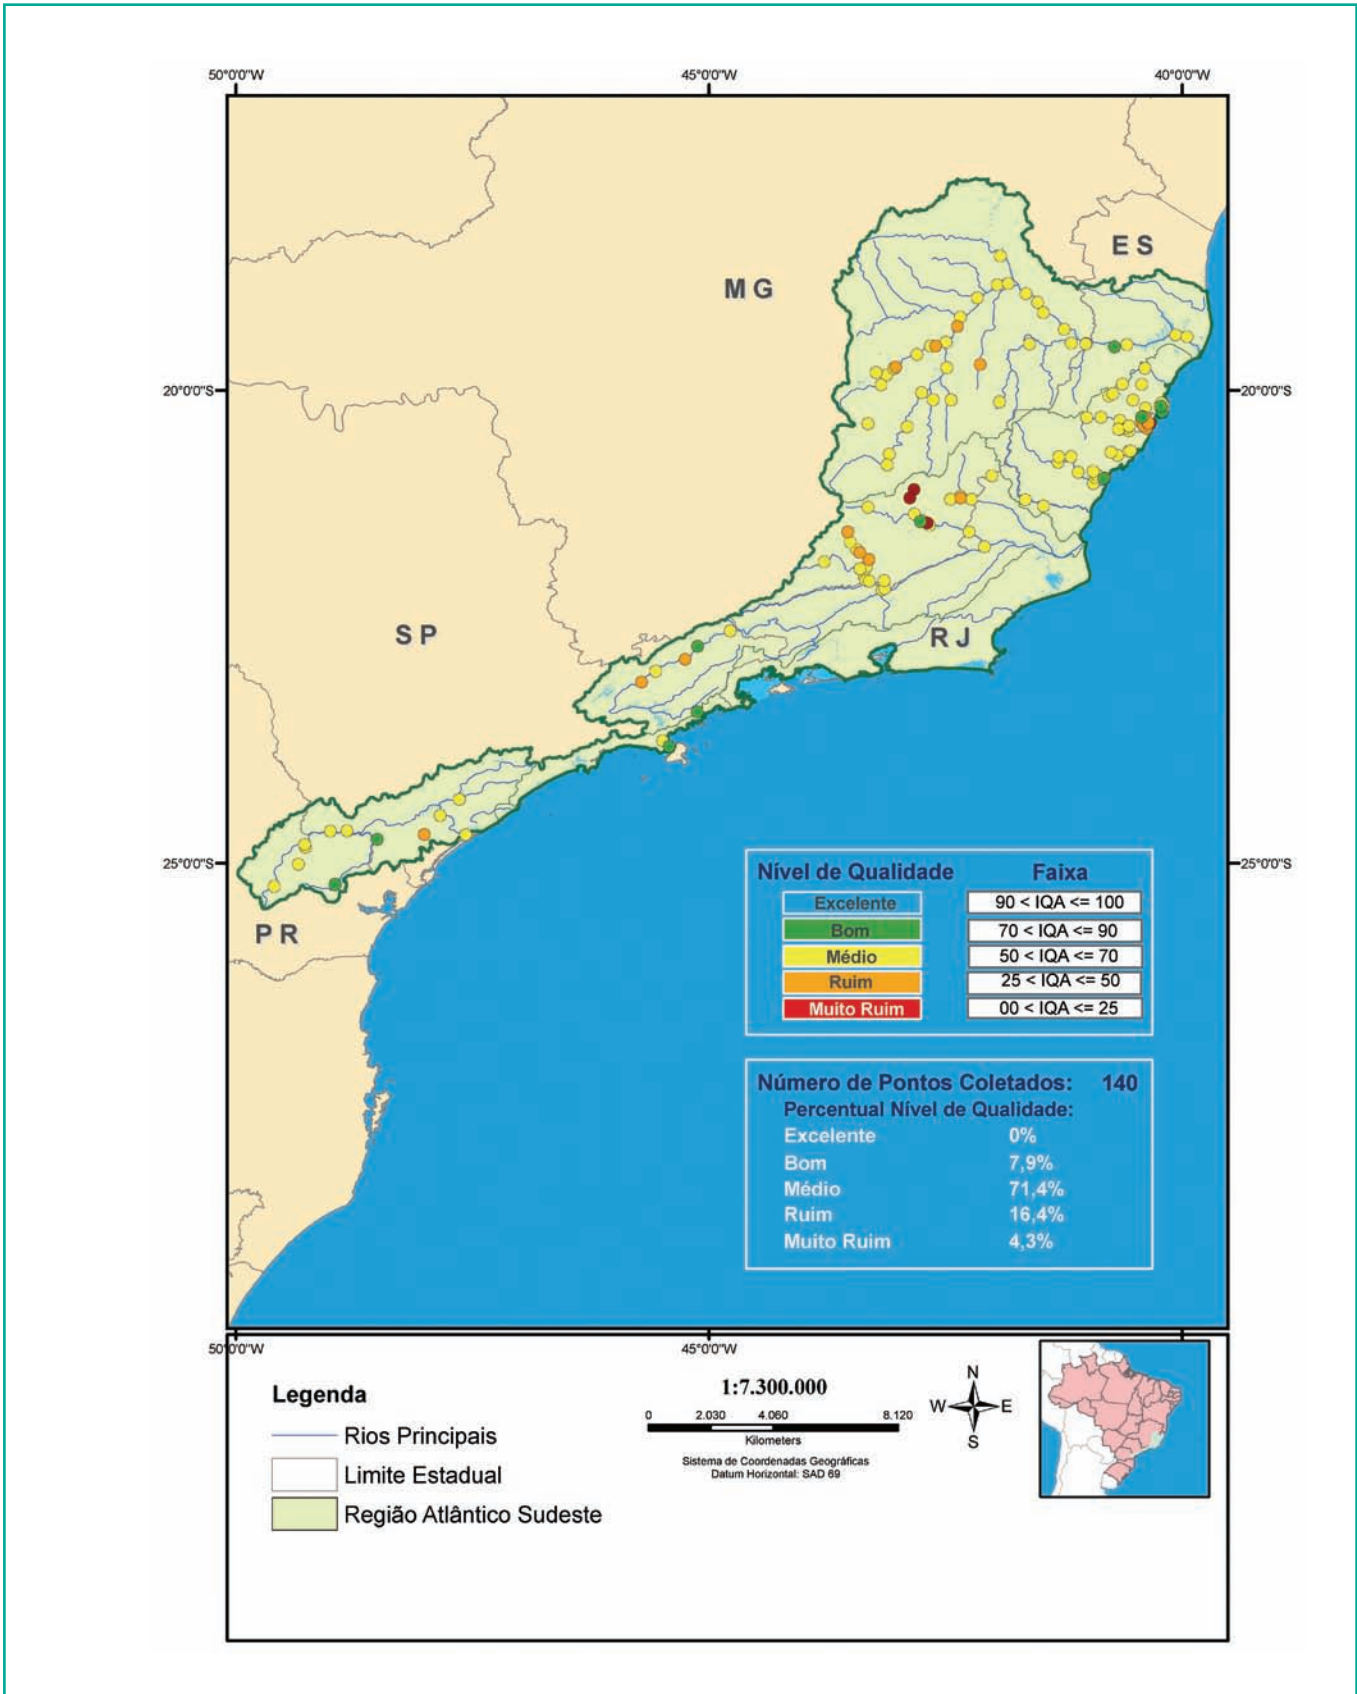 50°0'0"W 45°0'0"W 40°0'0"W
ES
MG
20°0'0"S 20°0'0"S
SP
RJ
25°0'0"S 25°0'0"S
PR
Nível de Qualidade Faixa
Excelente 90 < IQA <= 100
Bom 70 < IQA <= 90
Médio 50 < IQA <= 70
Ruim 25 < IQA <= 50
Muito Ruim 00 < IQA <= 25
Número de Pontos Coletados: 140
Percentual Nível de Qualidade:
Excelente 0%
Bom 7,9%
Médio 71,4%
Ruim 16,4%
Muito Ruim 4,3%
50°0'0"W 45°0'0"W
Legenda
Rios Principais
Limite Estadual
Região Atlântico Sudeste
1:7.300.000
0 2.030 4.060 8.120
Kilometers
Sistema de Coordenadas Geográficas
Datum Horizontal: SAD 69
N
W E
S